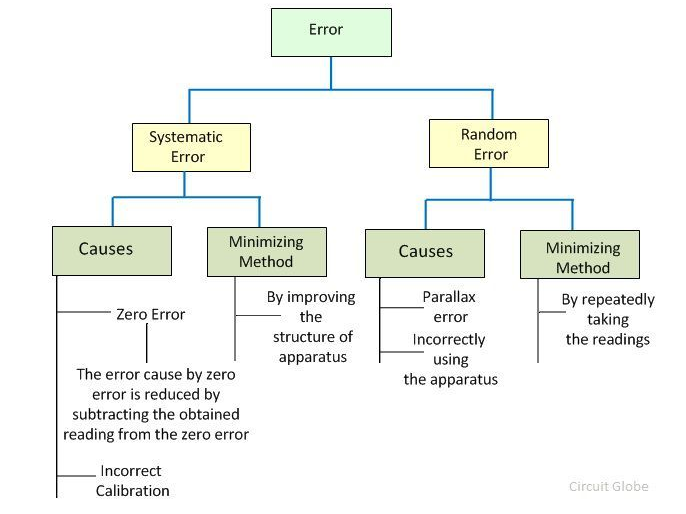 Error
Systematic
Error
Random
Error
Causes
Minimizing
Method
Causes
Minimizing
Method
Zero Error
The error cause by zero
error is reduced by
subtracting the obtained
reading from the zero error
Incorrect
Calibration
By improving
the
structure of
apparatus
Parallax
error
Incorrectly
using
the apparatus
By repeatedly
taking
the readings
Circuit Globe